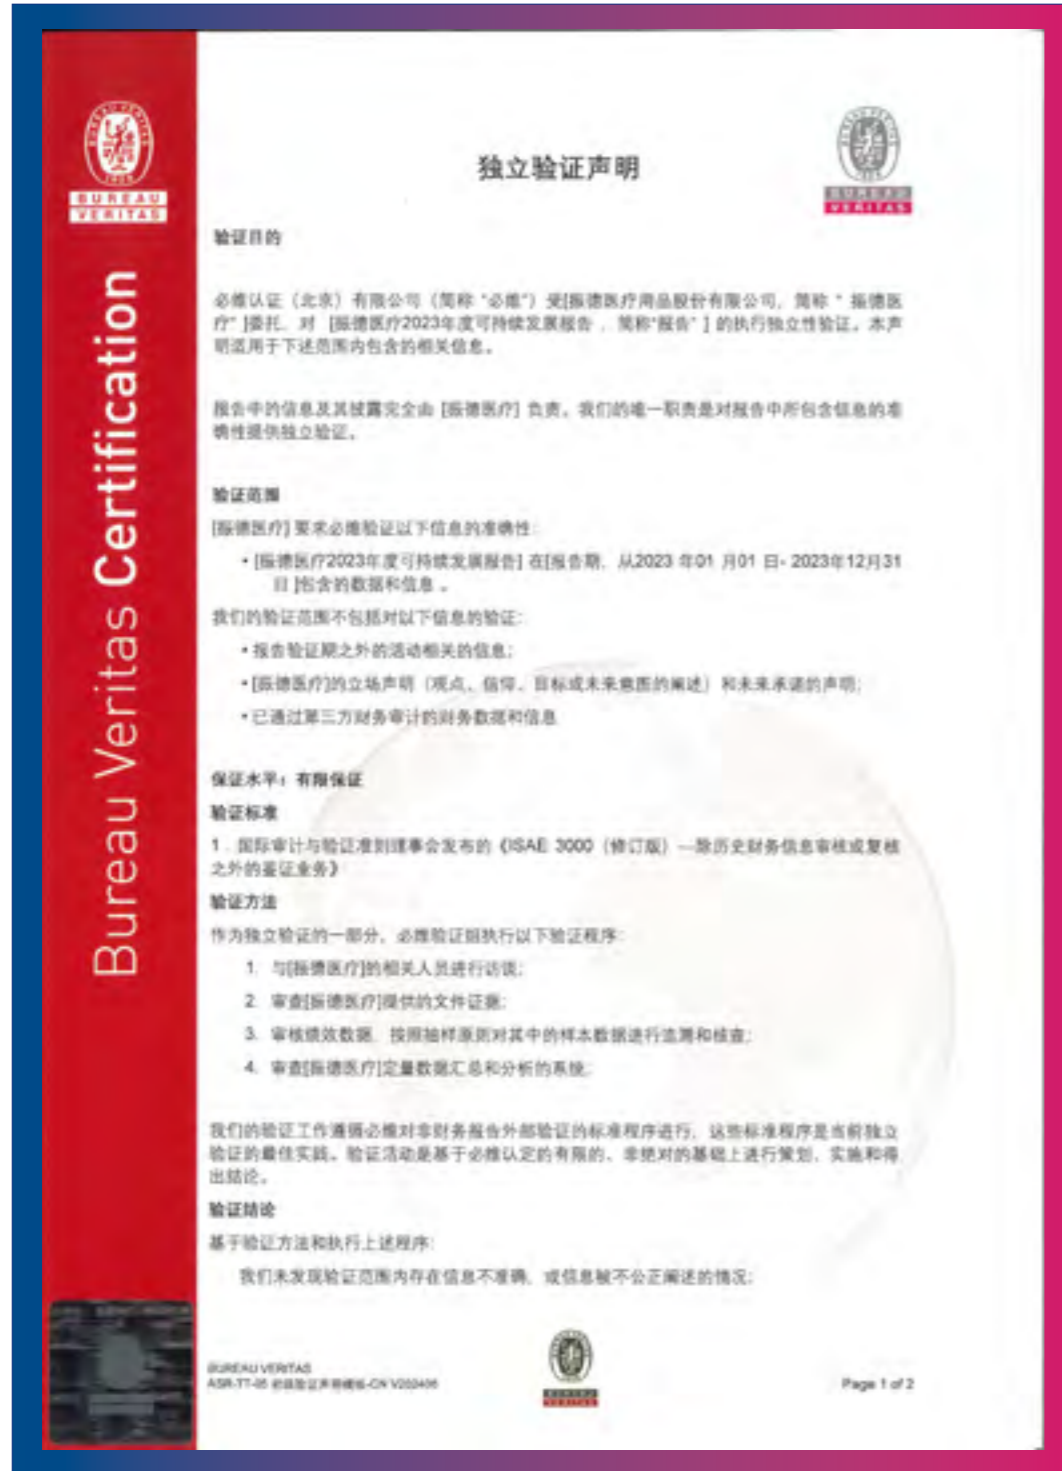 BUREAU
VERITAS
独立验证声明
BUREAU
VERITAS
Bureau Veritas Certification
验证目的
必维认证（北京）有限公司（简称 "必维"）受[振德医疗用品股份有限公司，简称 " 振德医
疗" ]委托，对 [振德医疗2023年度可持续发展报告 ，简称"报告" ] 的执行独立性验证。本声
明适用于下述范围内包含的相关信息。
报告中的信息及其披露完全由 [振德医疗] 负责。我们的唯一职责是对报告中所包含信息的准
确性提供独立验证。
验证范围
[振德医疗] 要求必维验证以下信息的准确性：
• [振德医疗2023年度可持续发展报告] 在[报告期，从2023 年01 月01 日- 2023年12月31
日 ]包含的数据和信息 。
我们的验证范围不包括对以下信息的验证：
• 报告验证期之外的活动相关的信息；
• [振德医疗]的立场声明（观点、信仰、目标或未来意图的阐述）和未来承诺的声明；
• 已通过第三方财务审计的财务数据和信息
保证水平：有限保证
验证标准
1 . 国际审计与验证准则理事会发布的《ISAE 3000（修订版）—除历史财务信息审核或复核
之外的鉴证业务》
验证方法
作为独立验证的一部分，必维验证组执行以下验证程序：
1. 与[振德医疗]的相关人员进行访谈；
2. 审查[振德医疗]提供的文件证据；
3. 审核绩效数据，按照抽样原则对其中的样本数据进行追溯和核查；
4. 审查[振德医疗]定量数据汇总和分析的系统；
我们的验证工作遵循必维对非财务报告外部验证的标准程序进行，这些标准程序是当前独立
验证的最佳实践。验证活动是基于必维认定的有限的、非绝对的基础上进行策划、实施和得
出结论。
验证结论
基于验证方法和执行上述程序：
我们未发现验证范围内存在信息不准确，或信息被不公正阐述的情况；
BUREAU VERITAS
ASR-TT-05 验证声明模板-CN V202406
Page 1 of 2